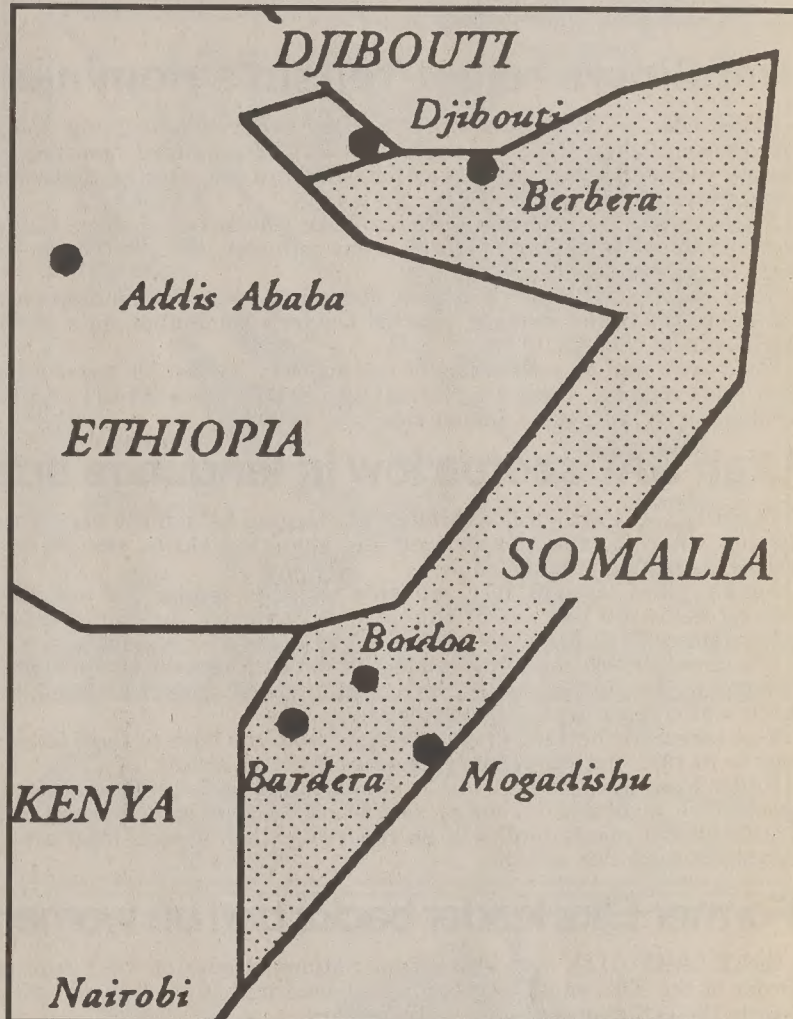 DJIBOUTI
Djibouti
Berbera
Addis Ababa
ETHIOPIA
SOMALIA
Boidoa
Bardera
Mogadishu
KENYA
Nairobi